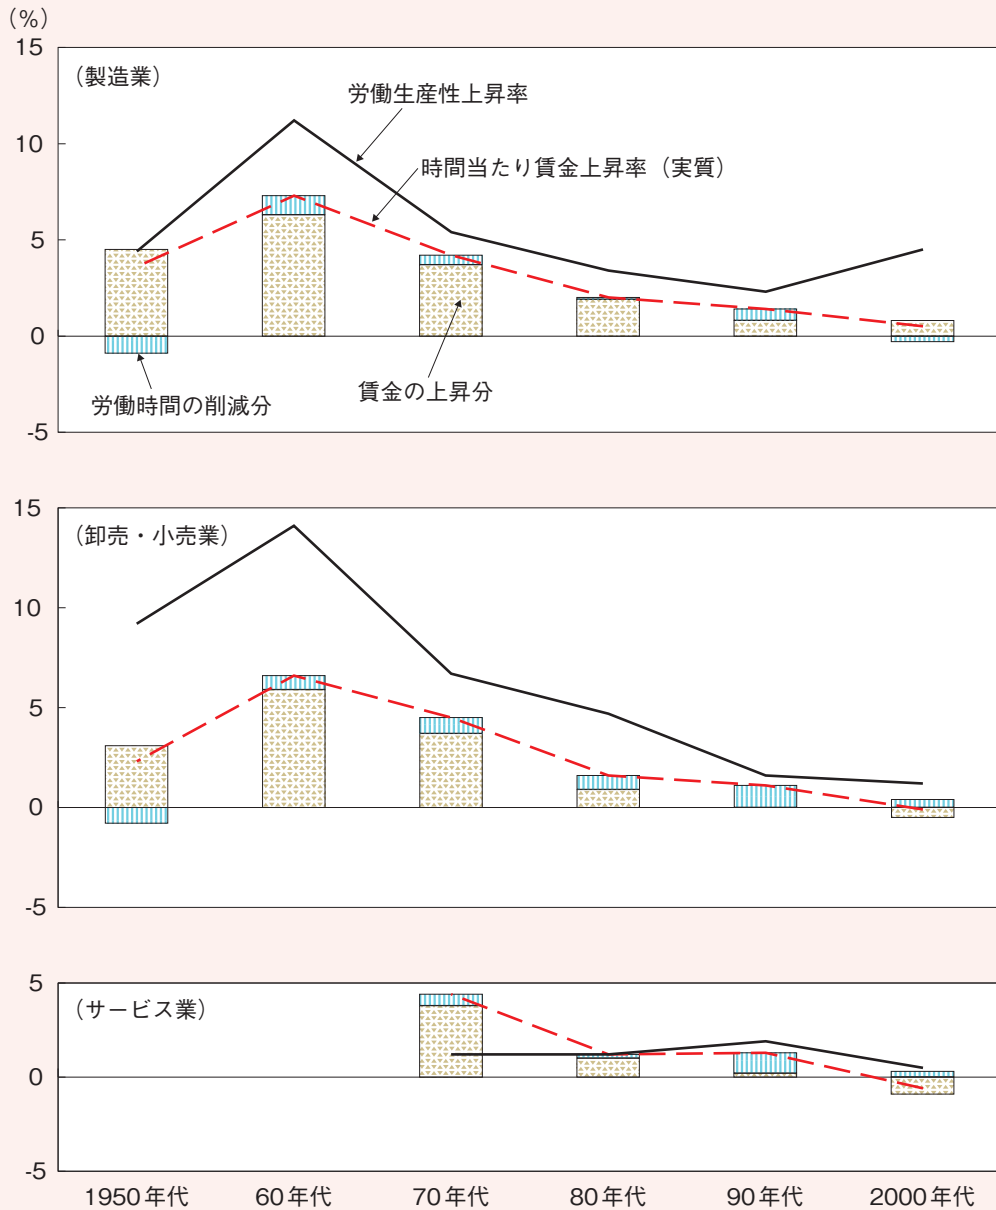 （%）
15
（製造業）
労働生産性上昇率
10
時間当たり賃金上昇率（実質）
5
0
賃金の上昇分
労働時間の削減分
-5
15
（卸売・小売業）
10
5
0
-5
5
（サービス業）
0
-5
1950年代 60年代 70年代 80年代 90年代 2000年代